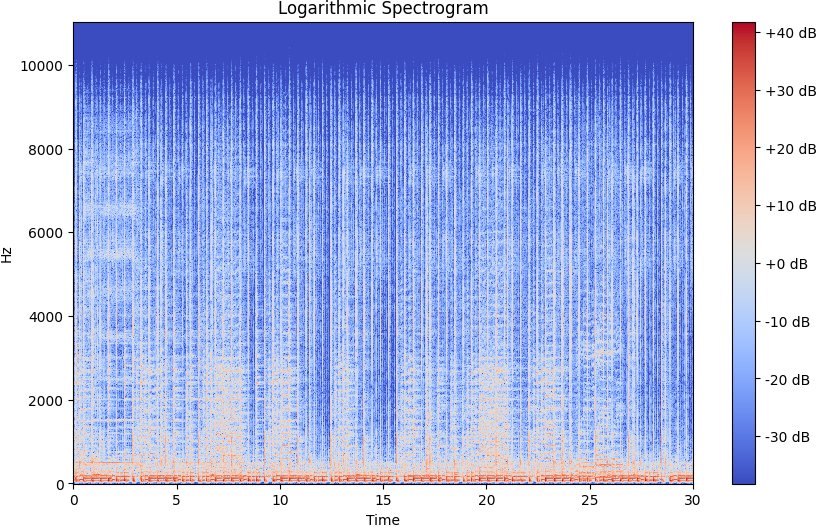 Logarithmic Spectrogram
Hz
10000
8000
6000
4000
2000
0
0 5 10 15 20 25 30
Time
+40 dB
+30 dB
+20 dB
+10 dB
+0 dB
-10 dB
-20 dB
-30 dB